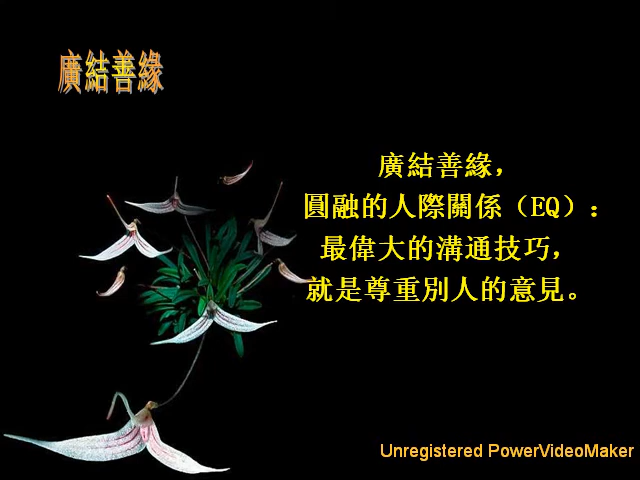 廣結善緣
廣結善緣，
圓融的人際關係（EQ）：
最偉大的溝通技巧，
就是尊重別人的意見。
Unregistered PowerVideoMaker